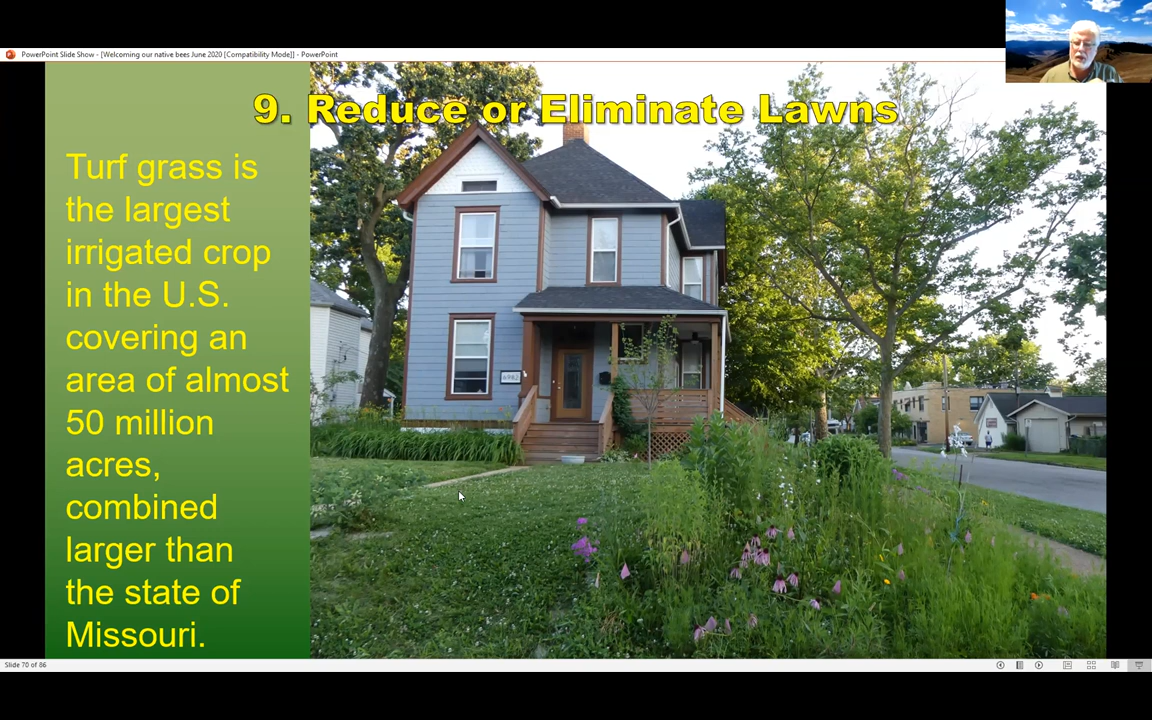 PowerPoint Slide Show - [Welcoming our native bees June 2020 [Compatibility Mode]] - PowerPoint
9. Reduce or Eliminate Lawns
Turf grass is
the largest
irrigated crop
in the U.S.
covering an
area of almost
50 million
acres,
combined
larger than
the state of
Missouri.
Slide 70 of 86